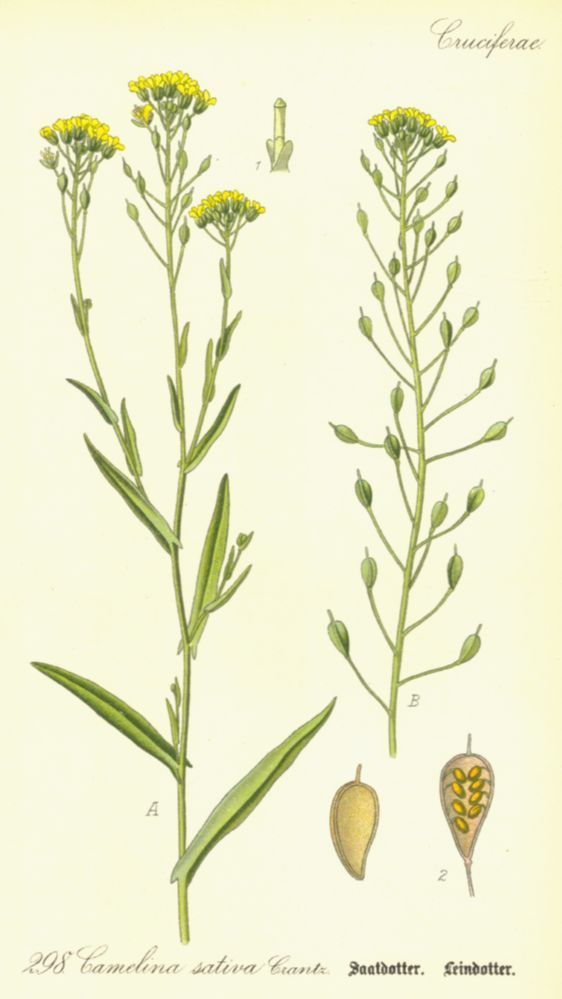 Cruciferae.
1
A
B
2
298 Camelina sativa Crantz. Saatdotter. Leindotter.